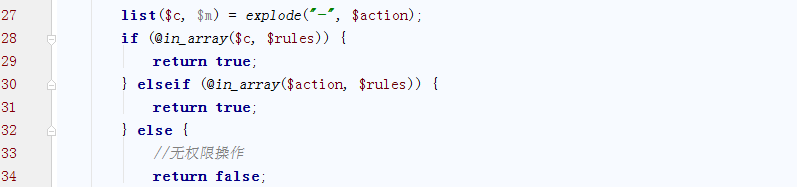 27 list($c, $m) = explode("-", $action);
28 if (@in_array($c, $rules)) {
29 return true;
30 } elseif (@in_array($action, $rules)) {
31 return true;
32 } else {
33 //无权限操作
34 return false;